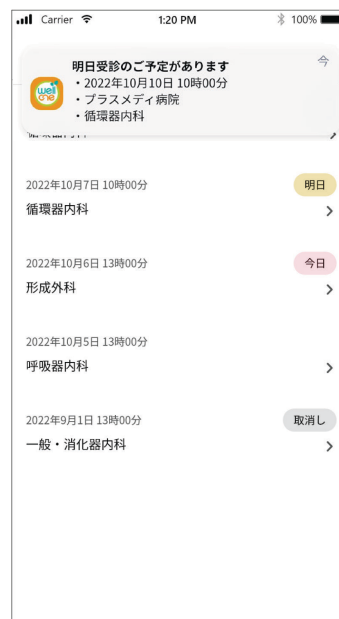 Carrier 1:20 PM 100%
明日受診のご予定があります 今
・2022年10月10日 10時00分
・プラスメディ病院
・循環器内科
well
one
2022年10月7日 10時00分 明日
循環器内科
2022年10月6日 13時00分 今日
形成外科
2022年10月5日 13時00分
呼吸器内科
2022年9月1日 13時00分 取消し
一般・消化器内科